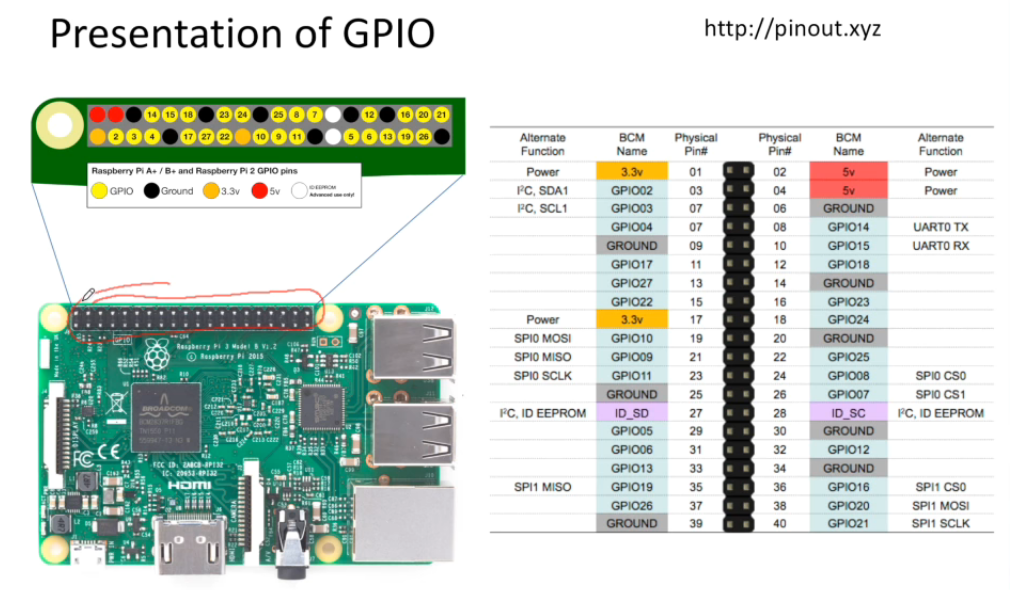 Presentation of GPIO
http://pinout.xyz
14 15 18 23 24 25 8 7 12 16 20 21
2 3 4 17 27 22 10 9 11 5 6 13 19 26
Raspberry Pi A+ / B+ and Raspberry Pi 2 GPIO pins
GPIO Ground 3.3v 5v ID EEPROM
Advanced use only!
Alternate Function BCM Name Physical Pin# Physical Pin# BCM Name Alternate Function
Power 3.3v 01 02 5v Power
I²C, SDA1 GPIO02 03 04 5v Power
I²C, SCL1 GPIO03 07 06 GROUND
GPIO04 07 08 GPIO14 UART0 TX
GROUND 09 10 GPIO15 UART0 RX
GPIO17 11 12 GPIO18
GPIO27 13 14 GROUND
GPIO22 15 16 GPIO23
Power 3.3v 17 18 GPIO24
SPI0 MOSI GPIO10 19 20 GROUND
SPI0 MISO GPIO09 21 22 GPIO25
SPI0 SCLK GPIO11 23 24 GPIO08 SPI0 CS0
GROUND 25 26 GPIO07 SPI0 CS1
I²C, ID EEPROM ID_SD 27 28 ID_SC I²C, ID EEPROM
GPIO05 29 30 GROUND
GPIO06 31 32 GPIO12
GPIO13 33 34 GROUND
SPI1 MISO GPIO19 35 36 GPIO16 SPI1 CS0
GPIO26 37 38 GPIO20 SPI1 MOSI
GROUND 39 40 GPIO21 SPI1 SCLK
GPIO
Raspberry Pi 3 Model B V1.2
© Raspberry Pi 2015
BROADCOM
DISPLAY
FCC CE
HDMI
CAMERA
PWR IN